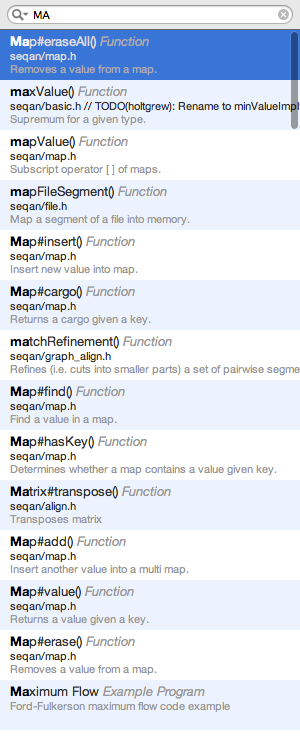 MA
Map#eraseAll() Function
seqan/map.h
Removes a value from a map.
maxValue() Function
seqan/basic.h // TODO(holtgrew): Rename to minValueImpl
Supremum for a given type.
mapValue() Function
seqan/map.h
Subscript operator [ ] of maps.
mapFileSegment() Function
seqan/file.h
Map a segment of a file into memory.
Map#insert() Function
seqan/map.h
Insert new value into map.
Map#cargo() Function
seqan/map.h
Returns a cargo given a key.
matchRefinement() Function
seqan/graph_align.h
Refines (i.e. cuts into smaller parts) a set of pairwise segme
Map#find() Function
seqan/map.h
Find a value in a map.
Map#hasKey() Function
seqan/map.h
Determines whether a map contains a value given key.
Matrix#transpose() Function
seqan/align.h
Transposes matrix
Map#add() Function
seqan/map.h
Insert another value into a multi map.
Map#value() Function
seqan/map.h
Returns a value given a key.
Map#erase() Function
seqan/map.h
Removes a value from a map.
Maximum Flow Example Program
Ford-Fulkerson maximum flow code example